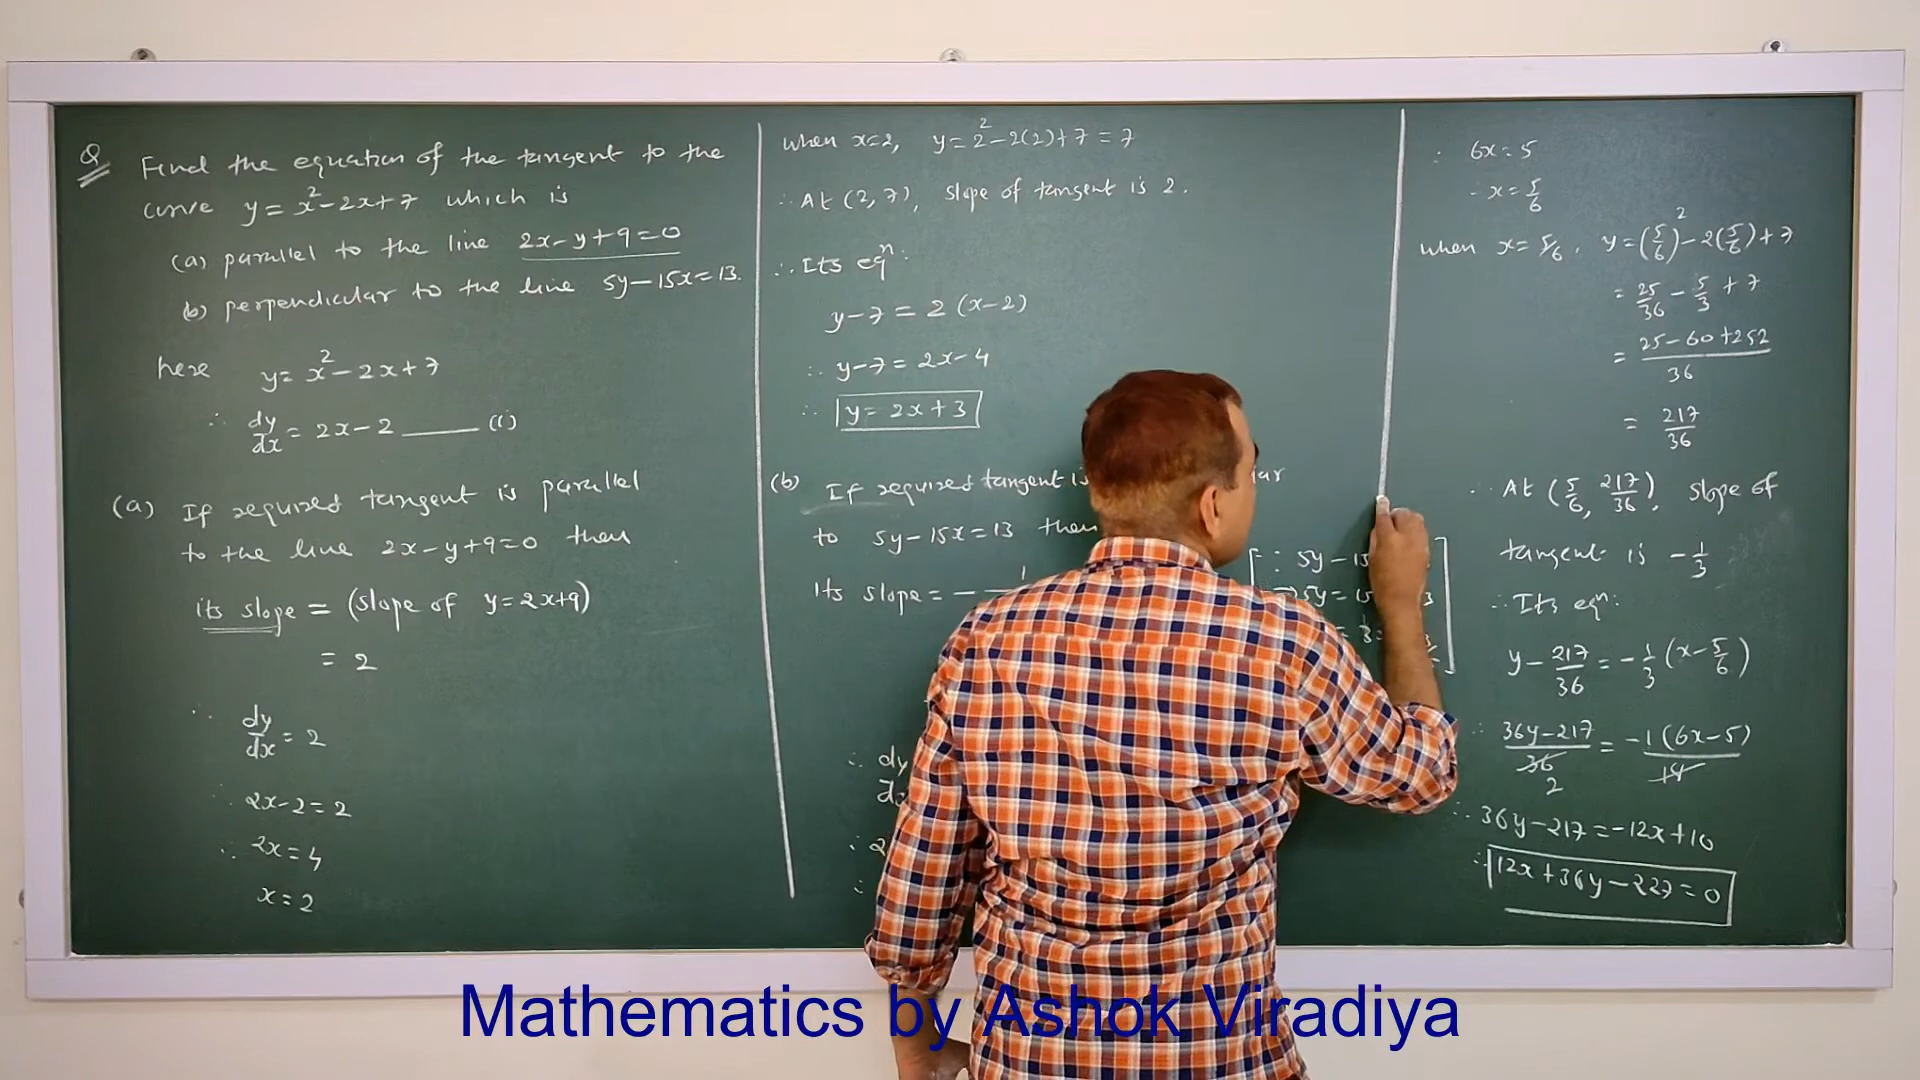 Q Find the equation of the tangent to the
curve y = x² - 2x + 7 which is
(a) parallel to the line 2x - y + 9 = 0
(b) perpendicular to the line 5y - 15x = 13.
here y = x² - 2x + 7
∴ dy/dx = 2x - 2 ——— (i)
(a) If required tangent is parallel
to the line 2x - y + 9 = 0 then
its slope = (slope of y = 2x+9)
= 2
∴ dy/dx = 2
∴ 2x - 2 = 2
∴ 2x = 4
x = 2
when x=2, y = 2² - 2(2) + 7 = 7
∴ At (2, 7), slope of tangent is 2.
∴ Its eqⁿ:
y - 7 = 2 (x - 2)
∴ y - 7 = 2x - 4
∴ y = 2x + 3
(b) If required tangent is
to 5y - 15x = 13 then
Its slope = - 1
[∵ 5y - 15
⇒ 5y = 15
∴ dy/dx
∴ 2
∴
∴ 6x = 5
∴ x = 5/6
when x = 5/6, y = (5/6)² - 2(5/6) + 7
= 25/36 - 5/3 + 7
= 25 - 60 + 252 / 36
= 217/36
∴ At (5/6, 217/36), slope of
tangent is -1/3
∴ Its eqⁿ:
y - 217/36 = -1/3 (x - 5/6)
∴ 36y - 217 / 36 = -1 (6x - 5) / 18
2
∴ 36y - 217 = -12x + 10
∴ 12x + 36y - 227 = 0
Mathematics by Ashok Viradiya